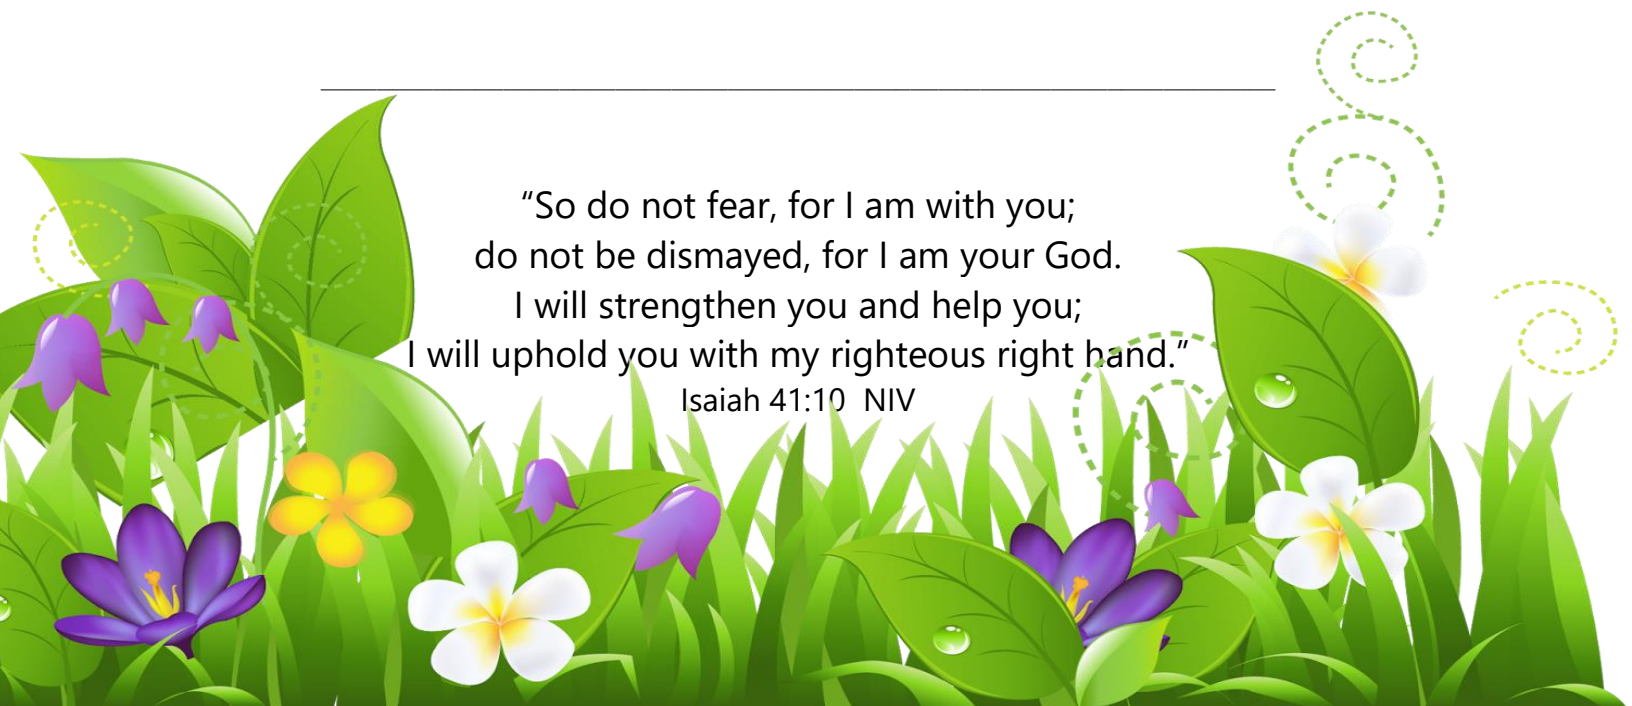 “So do not fear, for I am with you;
do not be dismayed, for I am your God.
I will strengthen you and help you;
I will uphold you with my righteous right hand.”
Isaiah 41:10  NIV